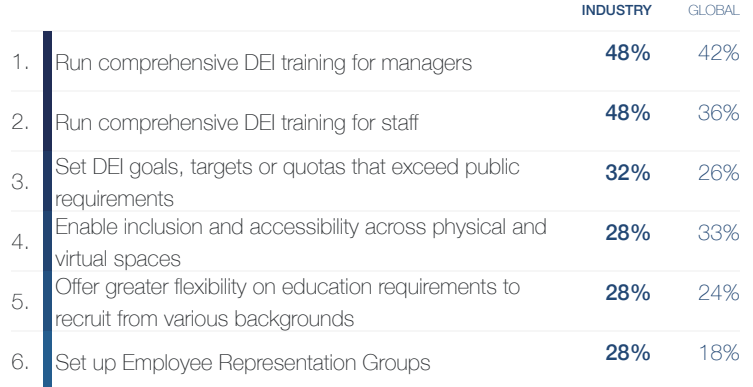 INDUSTRY GLOBAL
1. Run comprehensive DEI training for managers 48% 42%
2. Run comprehensive DEI training for staff 48% 36%
3. Set DEI goals, targets or quotas that exceed public
requirements 32% 26%
4. Enable inclusion and accessibility across physical and
virtual spaces 28% 33%
5. Offer greater flexibility on education requirements to
recruit from various backgrounds 28% 24%
6. Set up Employee Representation Groups 28% 18%